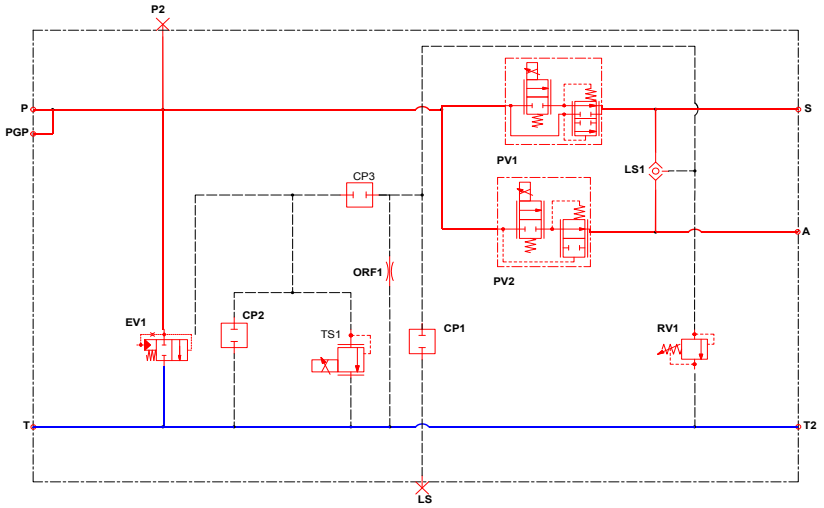 P2
P
S
PGP
PV1
LS1
CP3
A
ORF1
PV2
EV1
CP2
TS1
CP1
RV1
T
T2
LS